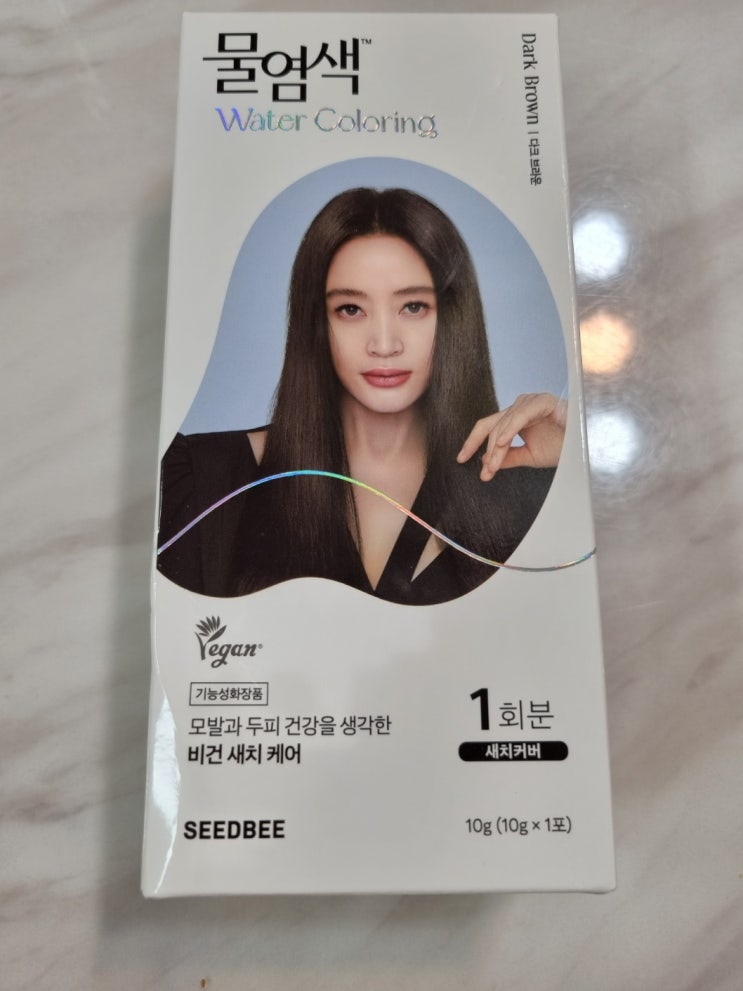 물염색™
Water Coloring
Dark Brown | 다크 브라운
Vegan®
기능성화장품
모발과 두피 건강을 생각한
비건 새치 케어
1회분
새치커버
SEEDBEE
10g (10g × 1포)